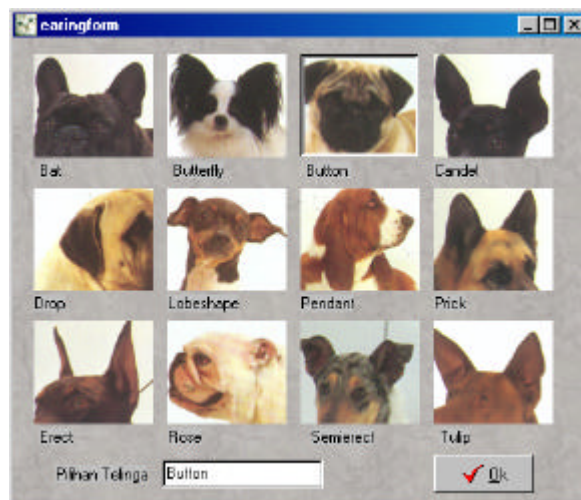 earingform
Bat Butterfly Button Candel
Drop Lobeshape Pendant Prick
Erect Rose Semierect Tulip
Pilihan Telinga Button Ok